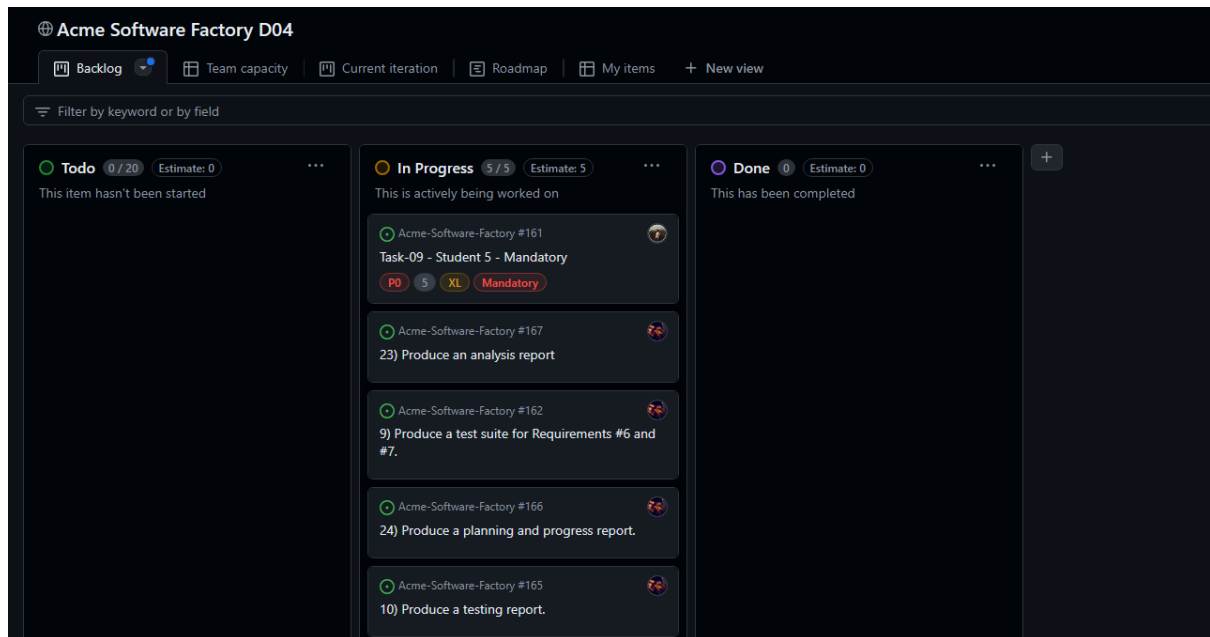 Acme Software Factory D04
Backlog
Team capacity
Current iteration
Roadmap
My items
+ New view
Filter by keyword or by field
Todo 0 / 20 Estimate: 0
This item hasn't been started
In Progress 5 / 5 Estimate: 5
This is actively being worked on
Acme-Software-Factory #161
Task-09 - Student 5 - Mandatory
P0 5 XL Mandatory
Acme-Software-Factory #167
23) Produce an analysis report
Acme-Software-Factory #162
9) Produce a test suite for Requirements #6 and
#7.
Acme-Software-Factory #166
24) Produce a planning and progress report.
Acme-Software-Factory #165
10) Produce a testing report.
Done 0 Estimate: 0
This has been completed